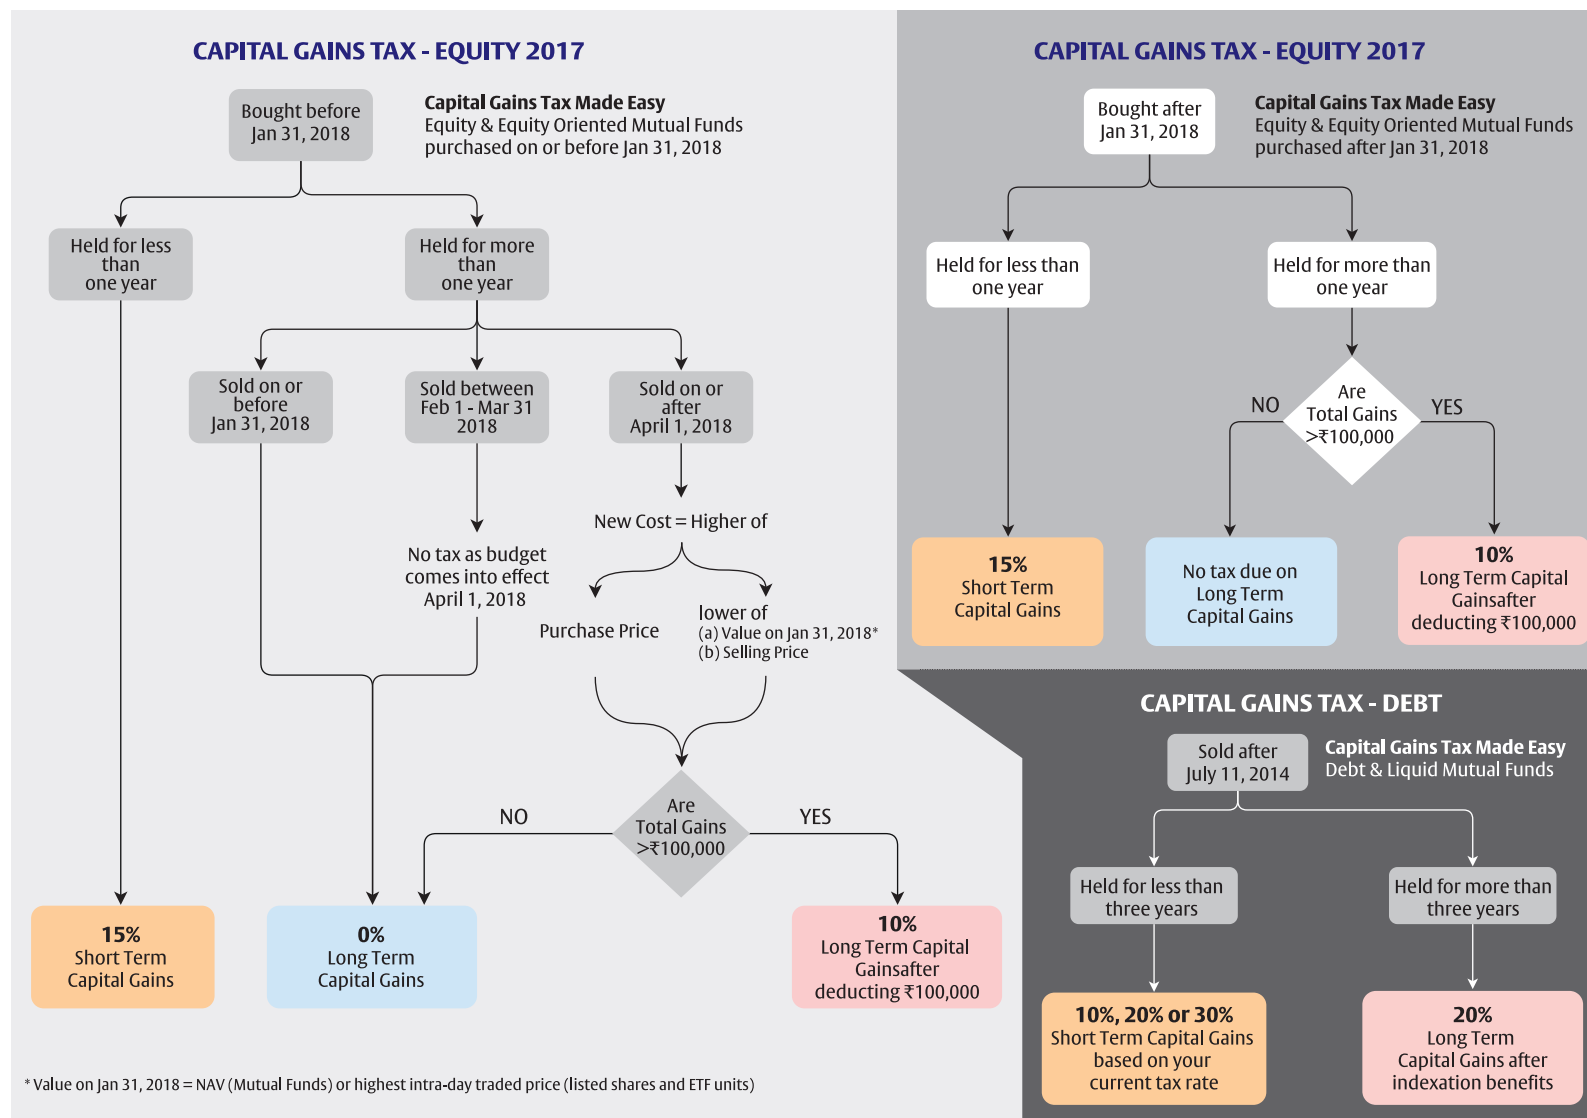 CAPITAL GAINS TAX - EQUITY 2017
Bought before
Jan 31, 2018
Capital Gains Tax Made Easy
Equity & Equity Oriented Mutual Funds
purchased on or before Jan 31, 2018
Held for less
than
one year
Held for more
than
one year
Sold on or
before
Jan 31, 2018
Sold between
Feb 1 - Mar 31
2018
Sold on or
after
April 1, 2018
No tax as budget
comes into effect
April 1, 2018
New Cost = Higher of
Purchase Price
lower of
(a) Value on Jan 31, 2018*
(b) Selling Price
Are
Total Gains
>₹100,000
NO
YES
15%
Short Term
Capital Gains
0%
Long Term
Capital Gains
10%
Long Term Capital
Gainsafter
deducting ₹100,000
* Value on Jan 31, 2018 = NAV (Mutual Funds) or highest intra-day traded price (listed shares and ETF units)
CAPITAL GAINS TAX - EQUITY 2017
Bought after
Jan 31, 2018
Capital Gains Tax Made Easy
Equity & Equity Oriented Mutual Funds
purchased after Jan 31, 2018
Held for less than
one year
Held for more than
one year
Are
Total Gains
>₹100,000
NO
YES
15%
Short Term
Capital Gains
No tax due on
Long Term
Capital Gains
10%
Long Term Capital
Gainsafter
deducting ₹100,000
CAPITAL GAINS TAX - DEBT
Sold after
July 11, 2014
Capital Gains Tax Made Easy
Debt & Liquid Mutual Funds
Held for less than
three years
Held for more than
three years
10%, 20% or 30%
Short Term Capital Gains
based on your
current tax rate
20%
Long Term
Capital Gains after
indexation benefits